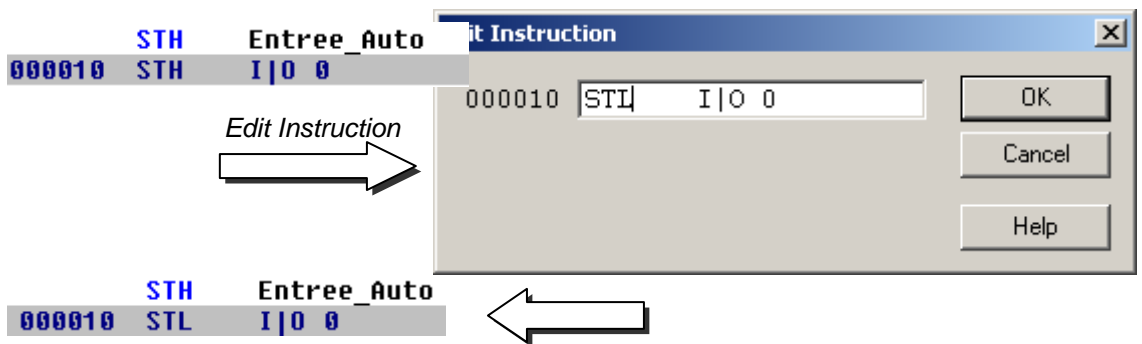 STH Entree_Auto
000010 STH I|O 0
Edit Instruction
it Instruction
000010 STL I|O 0
OK
Cancel
Help
STH Entree_Auto
000010 STL I|O 0